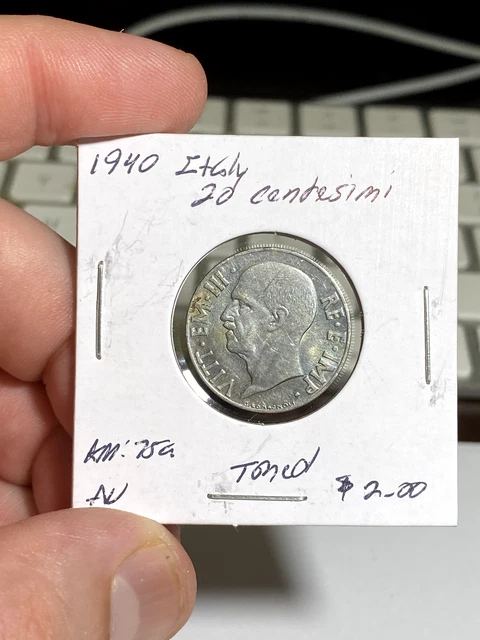 1940 Italy
20 centesimi
VITT·EM·III· RE·E·IMP·
KM: 75a
AU
Toned
$2.00